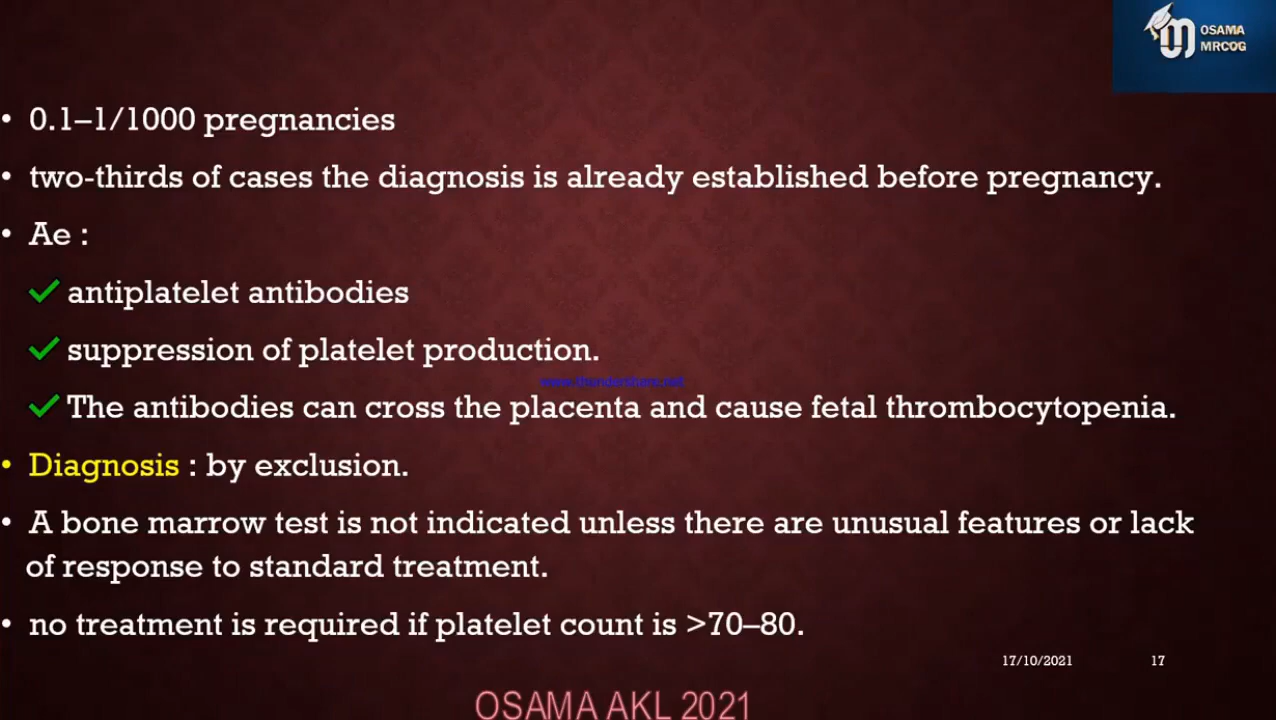 OSAMA
MRCOG
• 0.1–1/1000 pregnancies
• two-thirds of cases the diagnosis is already established before pregnancy.
• Ae :
✓ antiplatelet antibodies
✓ suppression of platelet production.
✓ The antibodies can cross the placenta and cause fetal thrombocytopenia.
• Diagnosis : by exclusion.
• A bone marrow test is not indicated unless there are unusual features or lack
of response to standard treatment.
• no treatment is required if platelet count is >70–80.
17/10/2021 17
OSAMA AKL 2021